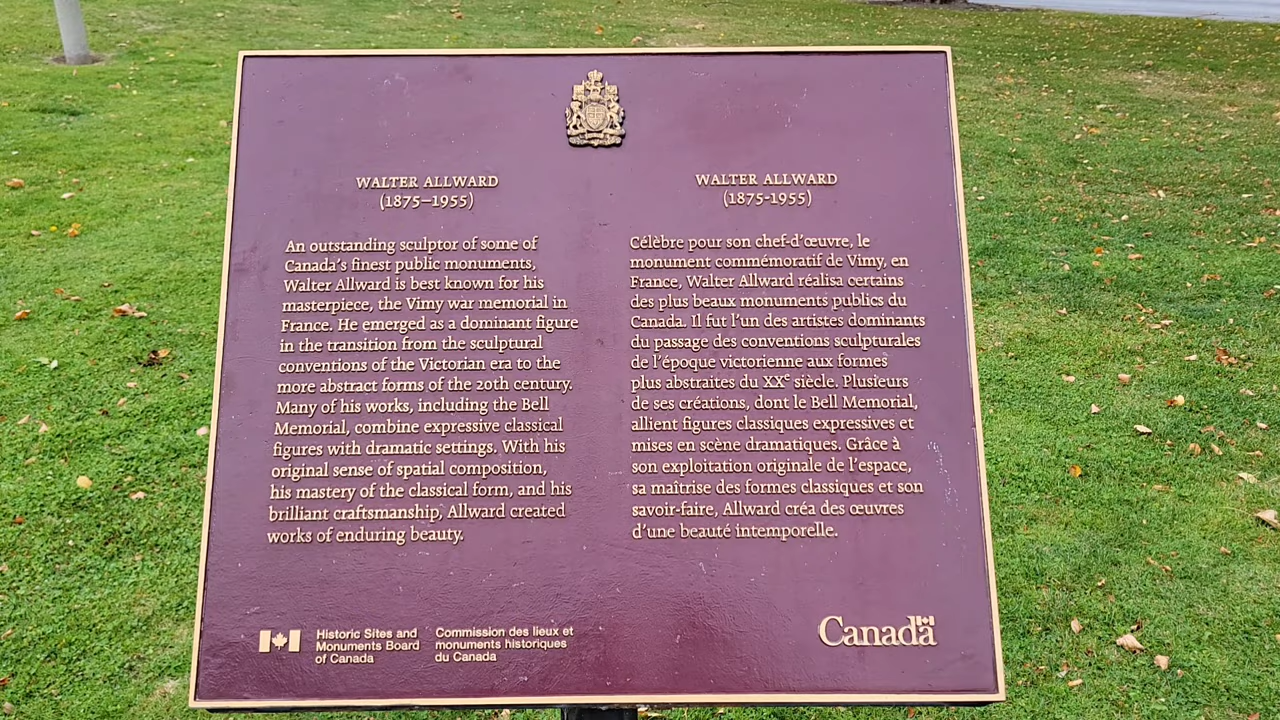 WALTER ALLWARD
(1875–1955)
An outstanding sculptor of some of
Canada's finest public monuments,
Walter Allward is best known for his
masterpiece, the Vimy war memorial in
France. He emerged as a dominant figure
in the transition from the sculptural
conventions of the Victorian era to the
more abstract forms of the 20th century.
Many of his works, including the Bell
Memorial, combine expressive classical
figures with dramatic settings. With his
original sense of spatial composition,
his mastery of the classical form, and his
brilliant craftsmanship, Allward created
works of enduring beauty.
WALTER ALLWARD
(1875-1955)
Célèbre pour son chef-d'œuvre, le
monument commémoratif de Vimy, en
France, Walter Allward réalisa certains
des plus beaux monuments publics du
Canada. Il fut l'un des artistes dominants
du passage des conventions sculpturales
de l'époque victorienne aux formes
plus abstraites du XXe siècle. Plusieurs
de ses créations, dont le Bell Memorial,
allient figures classiques expressives et
mises en scène dramatiques. Grâce à
son exploitation originale de l'espace,
sa maîtrise des formes classiques et son
savoir-faire, Allward créa des œuvres
d'une beauté intemporelle.
Historic Sites and
Monuments Board
of Canada
Commission des lieux et
monuments historiques
du Canada
Canada